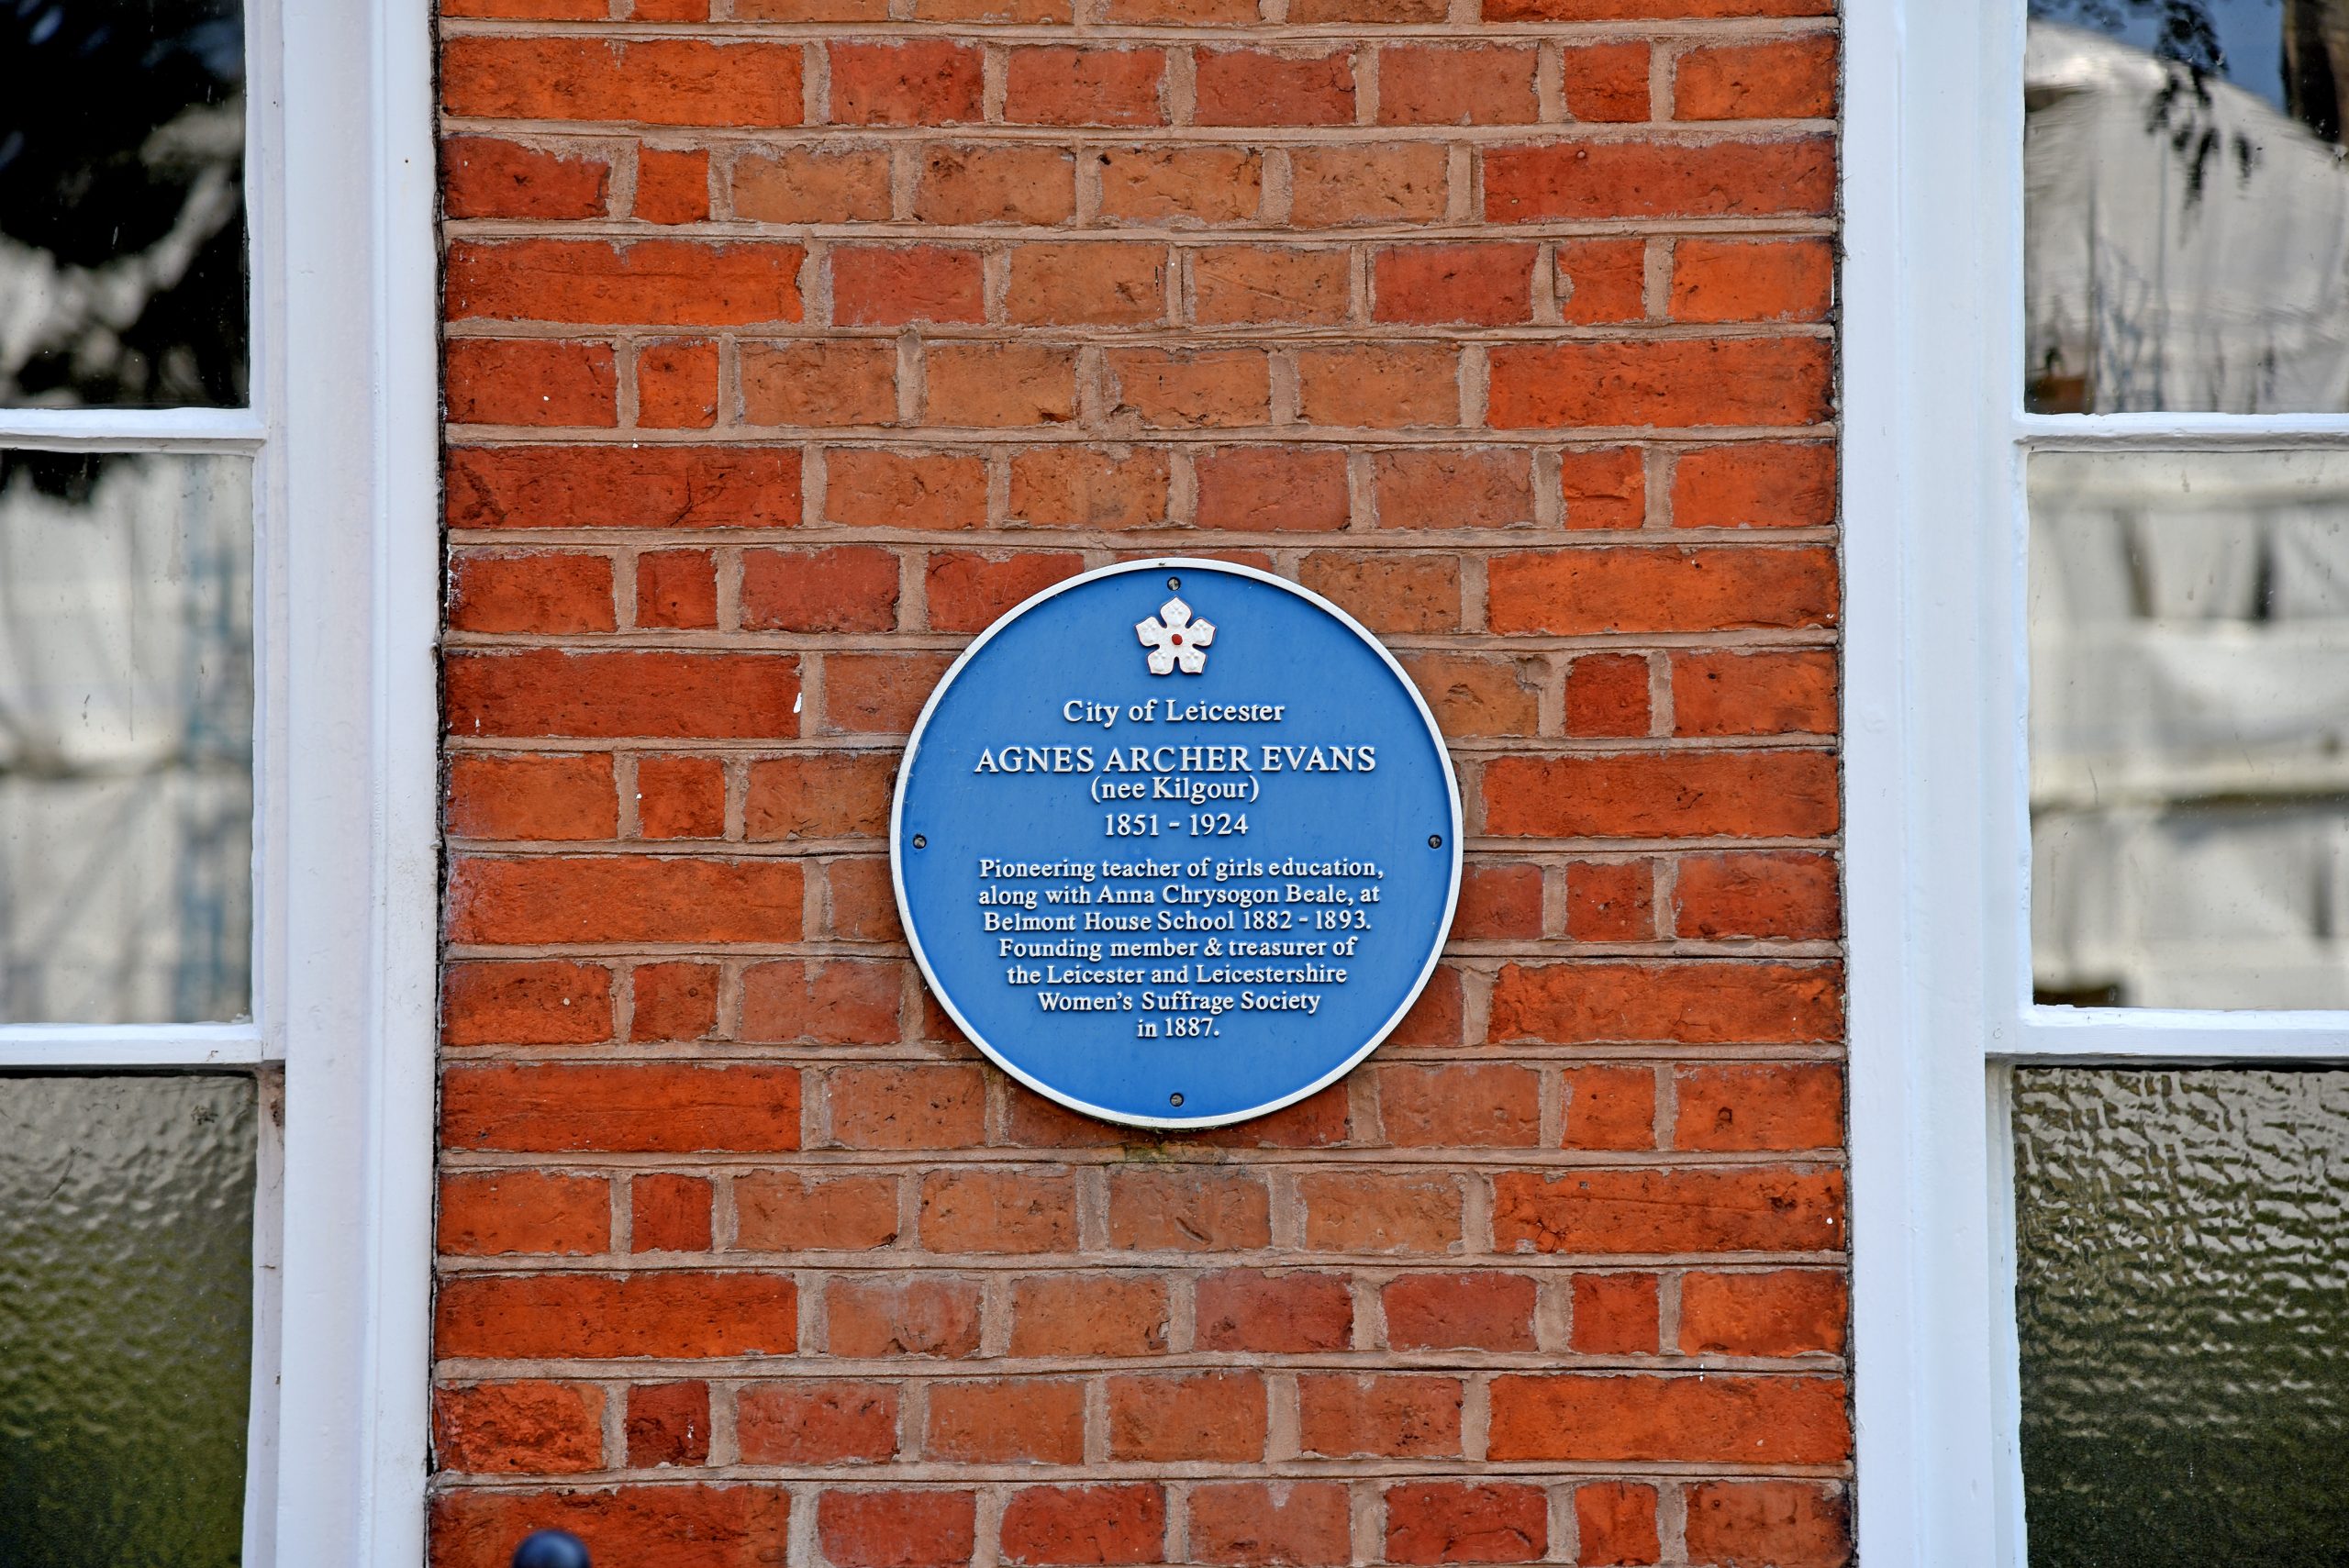 City of Leicester
AGNES ARCHER EVANS
(nee Kilgour)
1851 - 1924
Pioneering teacher of girls education,
along with Anna Chrysogon Beale, at
Belmont House School 1882 - 1893.
Founding member & treasurer of
the Leicester and Leicestershire
Women's Suffrage Society
in 1887.